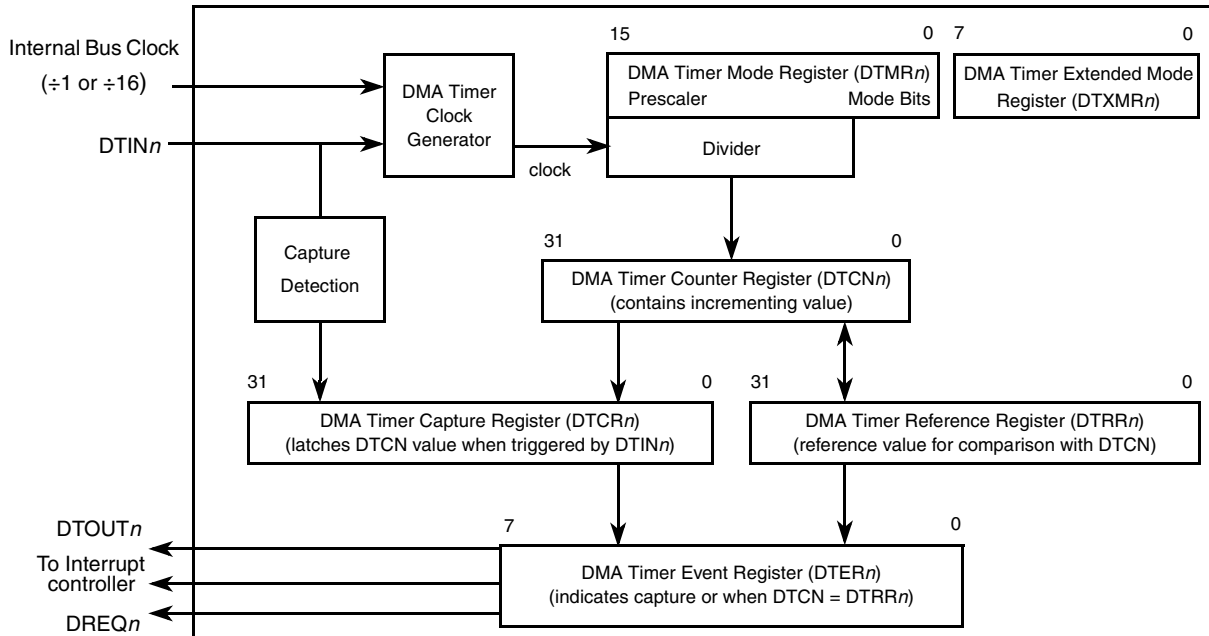 15 0 7 0
Internal Bus Clock
(÷1 or ÷16)
DTINn
DMA Timer
Clock
Generator
clock
DMA Timer Mode Register (DTMRn)
Prescaler Mode Bits
Divider
DMA Timer Extended Mode
Register (DTXMRn)
Capture
Detection
31 0
DMA Timer Counter Register (DTCNn)
(contains incrementing value)
31 0
DMA Timer Capture Register (DTCRn)
(latches DTCN value when triggered by DTINn)
31 0
DMA Timer Reference Register (DTRRn)
(reference value for comparison with DTCN)
7 0
DMA Timer Event Register (DTERn)
(indicates capture or when DTCN = DTRRn)
DTOUTn
To Interrupt
controller
DREQn